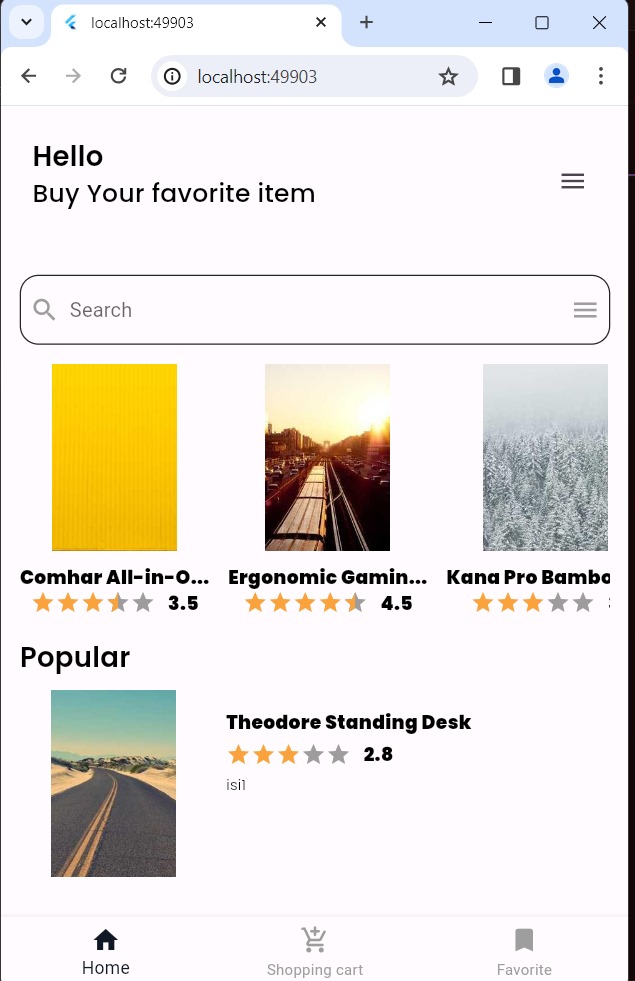 localhost:49903
localhost:49903
Hello
Buy Your favorite item
Search
Comhar All-in-O... Ergonomic Gamin... Kana Pro Bambo
3.5 4.5
Popular
Theodore Standing Desk
2.8
isi1
Home Shopping cart Favorite